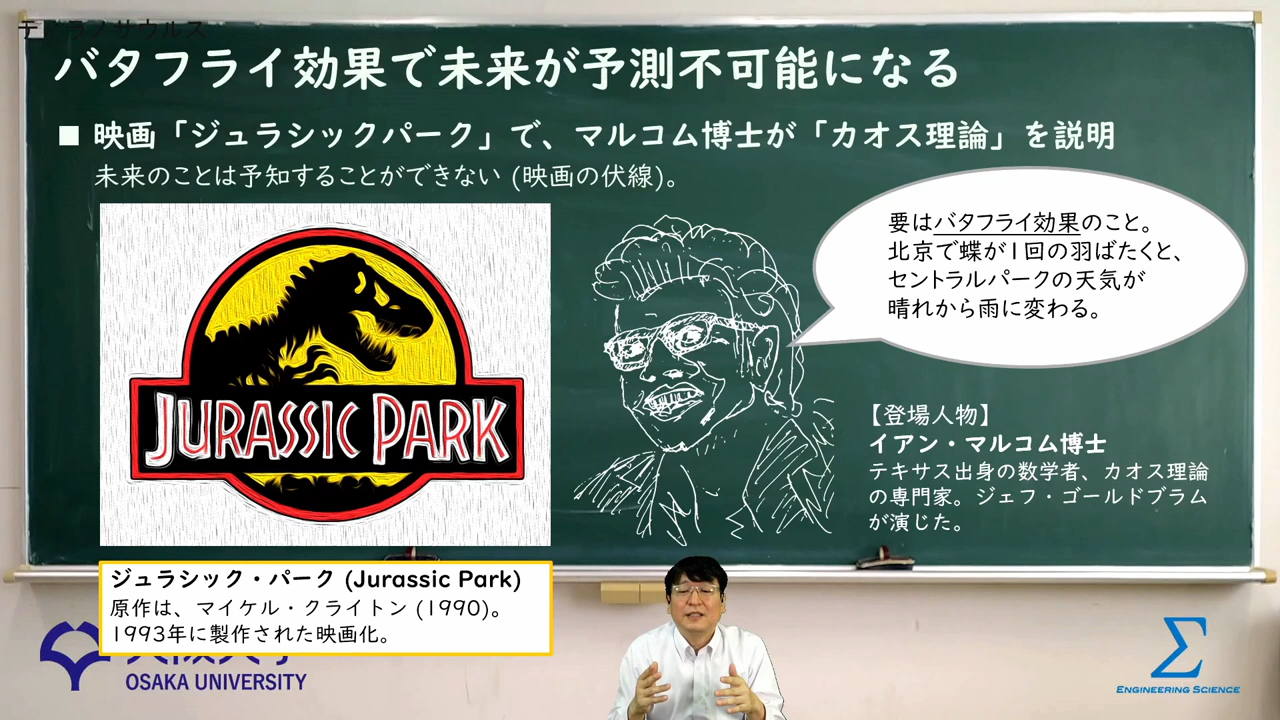 バタフライ効果で未来が予測不可能になる
■ 映画「ジュラシックパーク」で、マルコム博士が「カオス理論」を説明
未来のことは予知することができない (映画の伏線)。
要はバタフライ効果のこと。
北京で蝶が1回の羽ばたくと、
セントラルパークの天気が
晴れから雨に変わる。
JURASSIC PARK
【登場人物】
イアン・マルコム博士
テキサス出身の数学者、カオス理論
の専門家。ジェフ・ゴールドブラム
が演じた。
ジュラシック・パーク (Jurassic Park)
原作は、マイケル・クライトン (1990)。
1993年に製作された映画化。
OSAKA UNIVERSITY
Σ
ENGINEERING SCIENCE